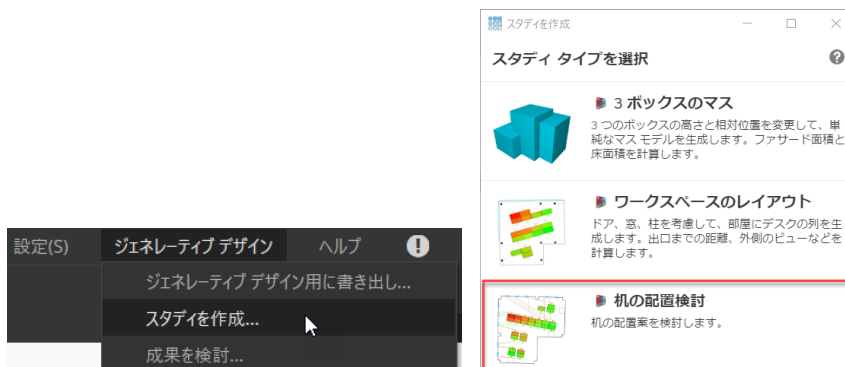 設定(S) ジェネレーティブ デザイン ヘルプ
ジェネレーティブ デザイン用に書き出し...
スタディを作成...
成果を検討...
スタディを作成
スタディ タイプを選択
3 ボックスのマス
3 つのボックスの高さと相対位置を変更して、単
純なマス モデルを生成します。ファサード面積と
床面積を計算します。
ワークスペースのレイアウト
ドア、窓、柱を考慮して、部屋にデスクの列を生
成します。出口までの距離、外側のビューなどを
計算します。
机の配置検討
机の配置案を検討します。